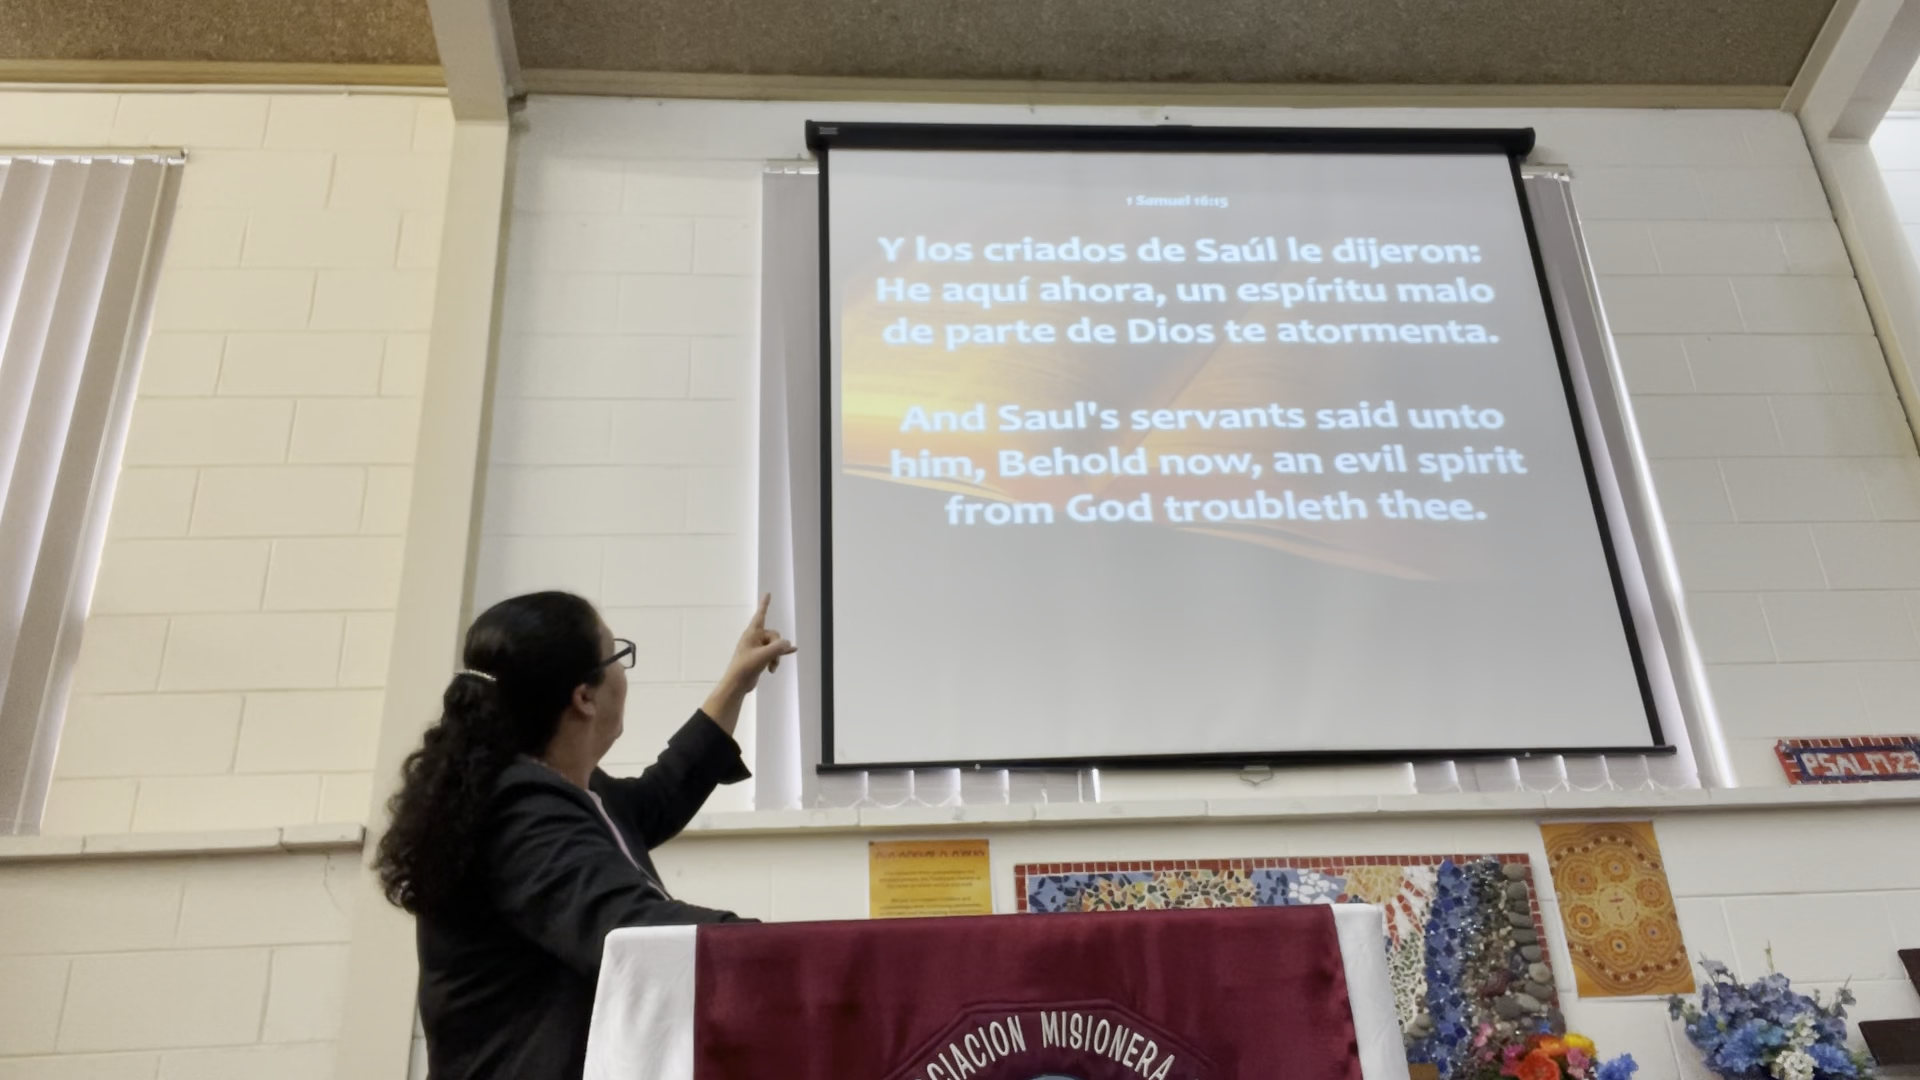 1 Samuel 16:15
Y los criados de Saúl le dijeron:
He aquí ahora, un espíritu malo
de parte de Dios te atormenta.
And Saul's servants said unto
him, Behold now, an evil spirit
from God troubleth thee.
PSALM 23
MISIONERA